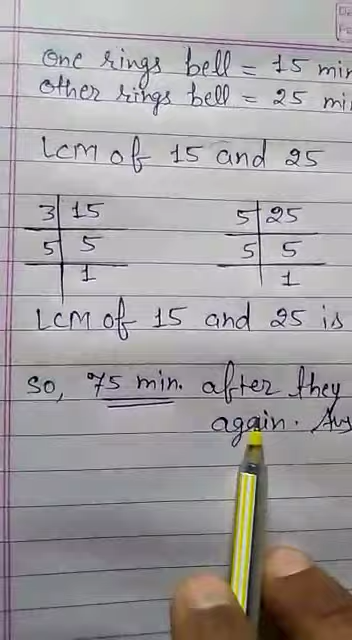 One rings bell = 15 min
Other rings bell = 25 mi
LCM of 15 and 25
3 15
5 5
1
5 25
5 5
1
LCM of 15 and 25 is
So, 75 min. after they
again. Ans